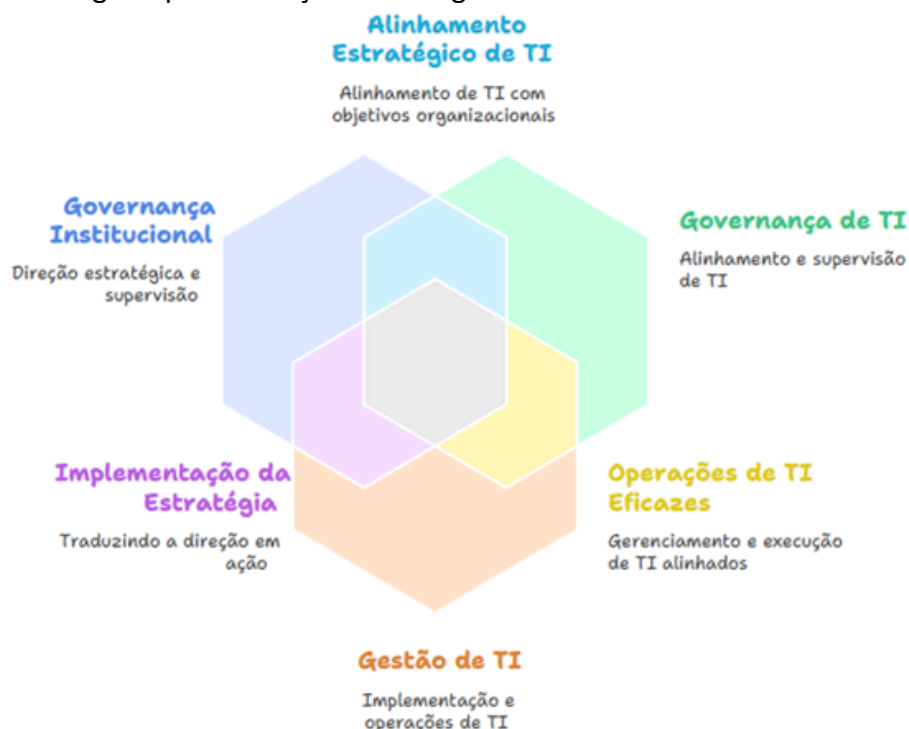 Alinhamento
Estratégico de TI
Alinhamento de TI com
objetivos organizacionais
Governança
Institucional
Direção estratégica e
supervisão
Governança de TI
Alinhamento e supervisão
de TI
Implementação da
Estratégia
Traduzindo a direção em
ação
Operações de TI
Eficazes
Gerenciamento e execução
de TI alinhados
Gestão de TI
Implementação e
operações de TI